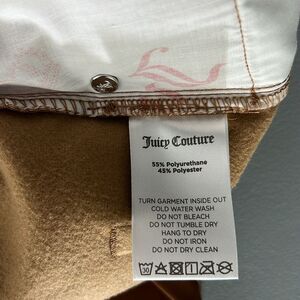 Juicy Couture
55% Polyurethane
45% Polyester
TURN GARMENT INSIDE OUT
COLD WATER WASH
DO NOT BLEACH
DO NOT TUMBLE DRY
HANG TO DRY
DO NOT IRON
DO NOT DRY CLEAN
30